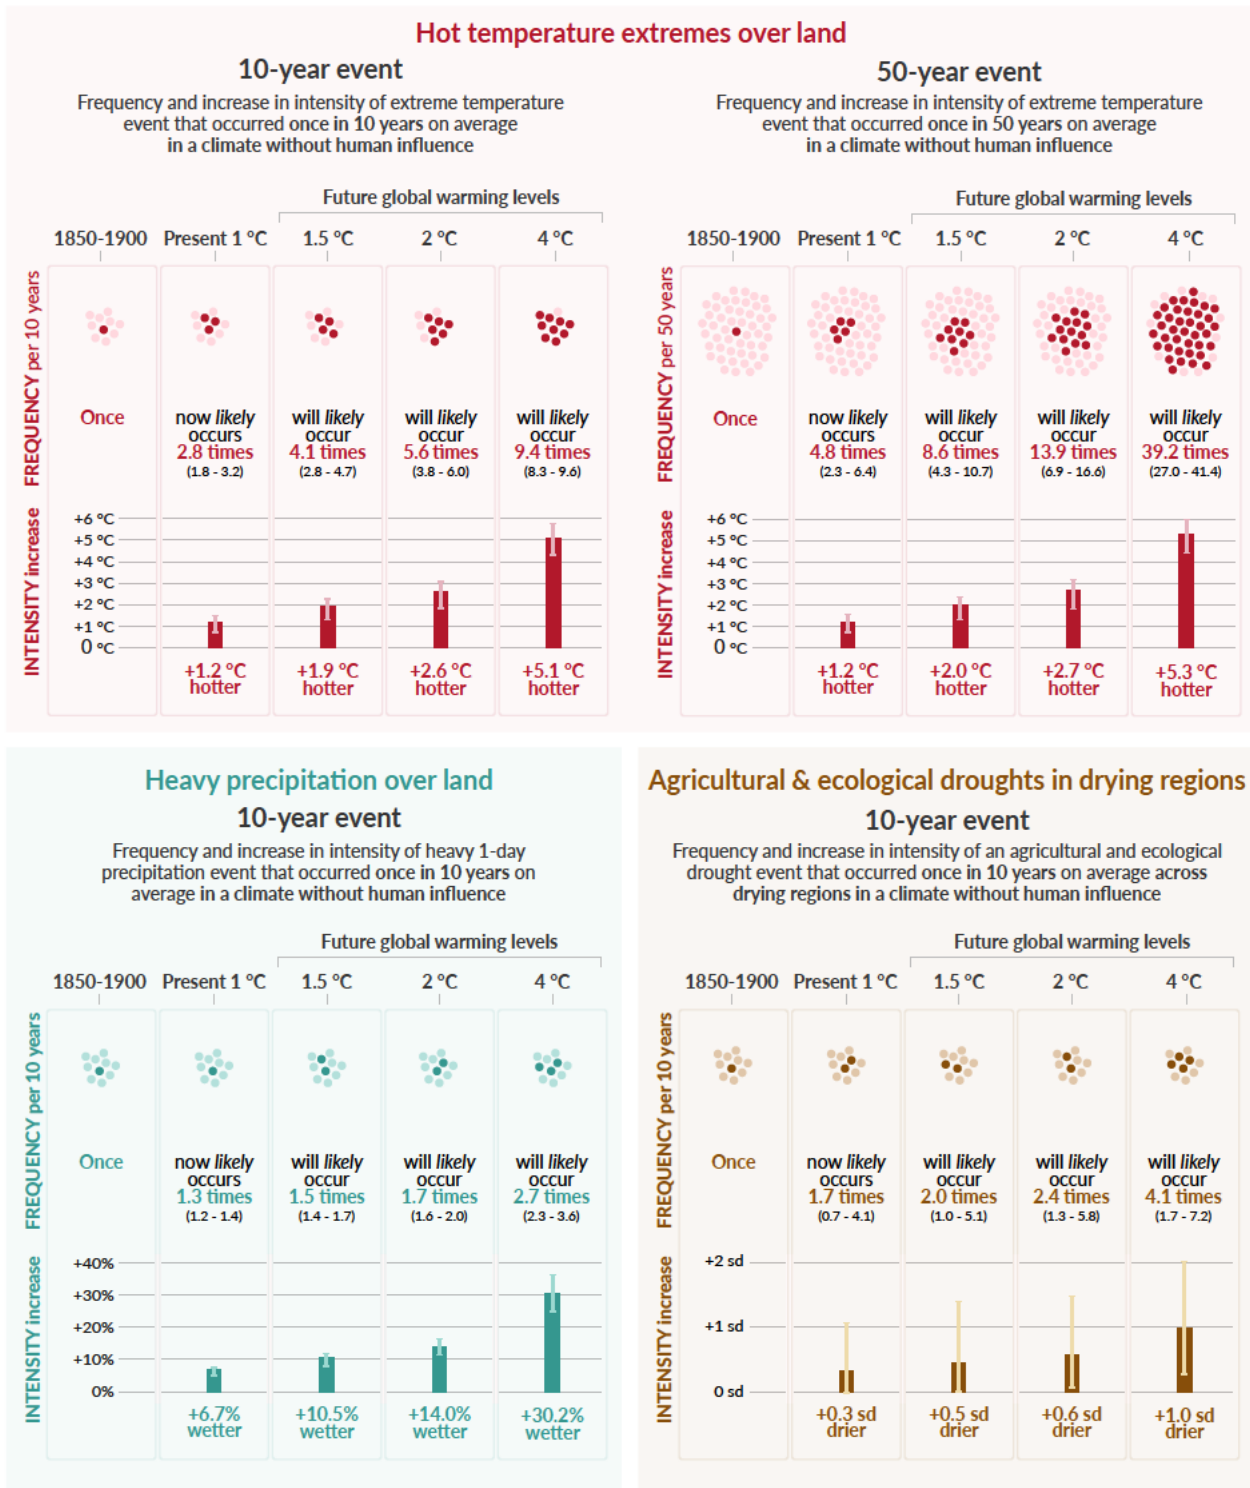 Hot temperature extremes over land
10-year event
Frequency and increase in intensity of extreme temperature
event that occurred once in 10 years on average
in a climate without human influence
Future global warming levels
1850-1900 Present 1 °C 1.5 °C 2 °C 4 °C
FREQUENCY per 10 years
Once
now likely occurs 2.8 times (1.8 - 3.2)
will likely occur 4.1 times (2.8 - 4.7)
will likely occur 5.6 times (3.8 - 6.0)
will likely occur 9.4 times (8.3 - 9.6)
INTENSITY increase
+6 °C
+5 °C
+4 °C
+3 °C
+2 °C
+1 °C
0 °C
+1.2 °C hotter
+1.9 °C hotter
+2.6 °C hotter
+5.1 °C hotter
50-year event
Frequency and increase in intensity of extreme temperature
event that occurred once in 50 years on average
in a climate without human influence
Future global warming levels
1850-1900 Present 1 °C 1.5 °C 2 °C 4 °C
FREQUENCY per 50 years
Once
now likely occurs 4.8 times (2.3 - 6.4)
will likely occur 8.6 times (4.3 - 10.7)
will likely occur 13.9 times (6.9 - 16.6)
will likely occur 39.2 times (27.0 - 41.4)
INTENSITY increase
+6 °C
+5 °C
+4 °C
+3 °C
+2 °C
+1 °C
0 °C
+1.2 °C hotter
+2.0 °C hotter
+2.7 °C hotter
+5.3 °C hotter
Heavy precipitation over land
10-year event
Frequency and increase in intensity of heavy 1-day
precipitation event that occurred once in 10 years on
average in a climate without human influence
Future global warming levels
1850-1900 Present 1 °C 1.5 °C 2 °C 4 °C
FREQUENCY per 10 years
Once
now likely occurs 1.3 times (1.2 - 1.4)
will likely occur 1.5 times (1.4 - 1.7)
will likely occur 1.7 times (1.6 - 2.0)
will likely occur 2.7 times (2.3 - 3.6)
INTENSITY increase
+40%
+30%
+20%
+10%
0%
+6.7% wetter
+10.5% wetter
+14.0% wetter
+30.2% wetter
Agricultural & ecological droughts in drying regions
10-year event
Frequency and increase in intensity of an agricultural and ecological
drought event that occurred once in 10 years on average across
drying regions in a climate without human influence
Future global warming levels
1850-1900 Present 1 °C 1.5 °C 2 °C 4 °C
FREQUENCY per 10 years
Once
now likely occurs 1.7 times (0.7 - 4.1)
will likely occur 2.0 times (1.0 - 5.1)
will likely occur 2.4 times (1.3 - 5.8)
will likely occur 4.1 times (1.7 - 7.2)
INTENSITY increase
+2 sd
+1 sd
0 sd
+0.3 sd drier
+0.5 sd drier
+0.6 sd drier
+1.0 sd drier